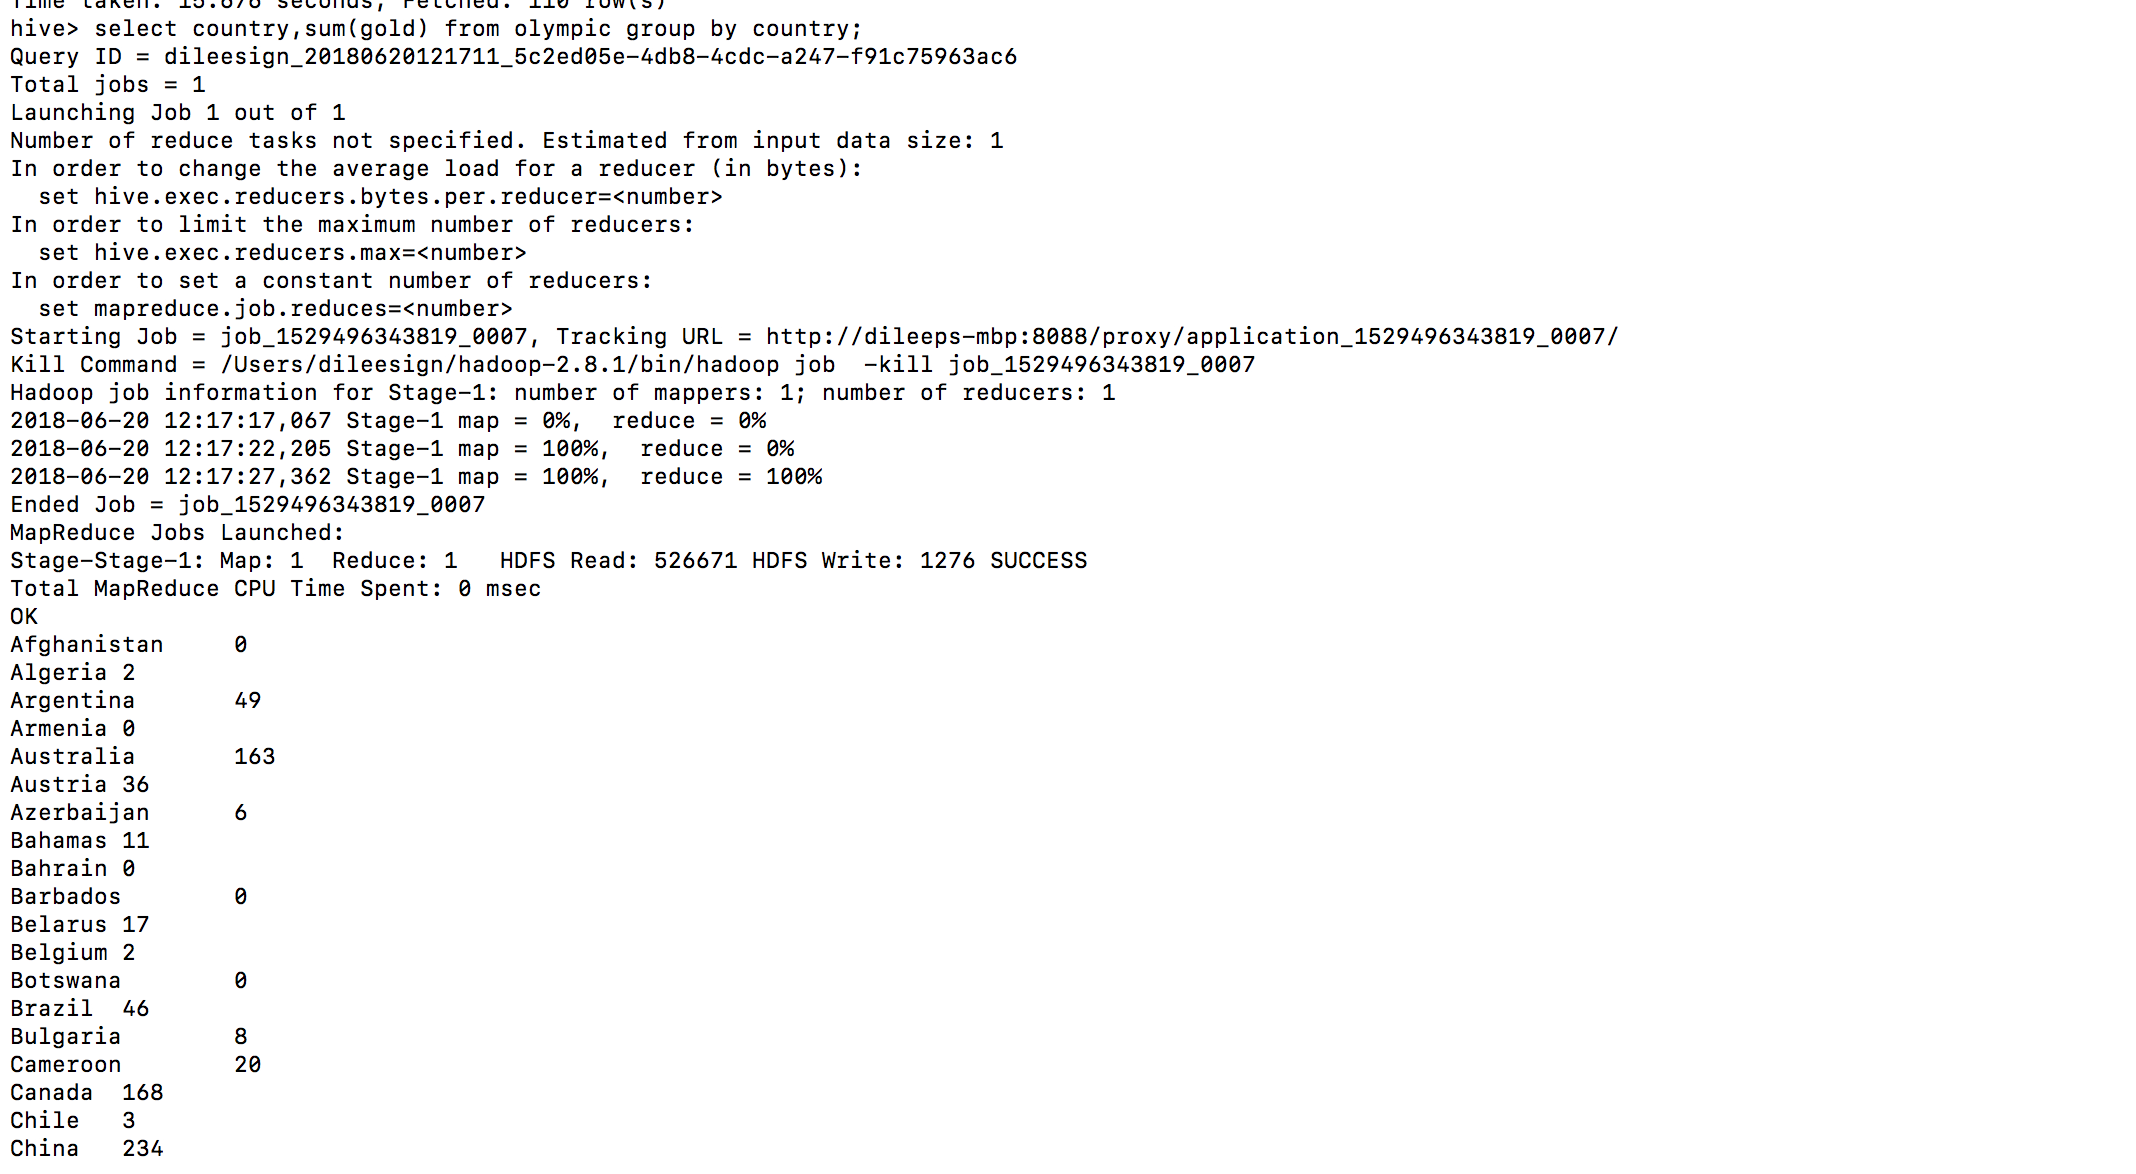 Time taken: 15.676 seconds, Fetched: 110 row(s)
hive> select country,sum(gold) from olympic group by country;
Query ID = dileesign_20180620121711_5c2ed05e-4db8-4cdc-a247-f91c75963ac6
Total jobs = 1
Launching Job 1 out of 1
Number of reduce tasks not specified. Estimated from input data size: 1
In order to change the average load for a reducer (in bytes):
  set hive.exec.reducers.bytes.per.reducer=<number>
In order to limit the maximum number of reducers:
  set hive.exec.reducers.max=<number>
In order to set a constant number of reducers:
  set mapreduce.job.reduces=<number>
Starting Job = job_1529496343819_0007, Tracking URL = http://dileeps-mbp:8088/proxy/application_1529496343819_0007/
Kill Command = /Users/dileesign/hadoop-2.8.1/bin/hadoop job  -kill job_1529496343819_0007
Hadoop job information for Stage-1: number of mappers: 1; number of reducers: 1
2018-06-20 12:17:17,067 Stage-1 map = 0%,  reduce = 0%
2018-06-20 12:17:22,205 Stage-1 map = 100%,  reduce = 0%
2018-06-20 12:17:27,362 Stage-1 map = 100%,  reduce = 100%
Ended Job = job_1529496343819_0007
MapReduce Jobs Launched:
Stage-Stage-1: Map: 1  Reduce: 1   HDFS Read: 526671 HDFS Write: 1276 SUCCESS
Total MapReduce CPU Time Spent: 0 msec
OK
Afghanistan     0
Algeria 2
Argentina       49
Armenia 0
Australia       163
Austria 36
Azerbaijan      6
Bahamas 11
Bahrain 0
Barbados        0
Belarus 17
Belgium 2
Botswana        0
Brazil  46
Bulgaria        8
Cameroon        20
Canada  168
Chile   3
China   234